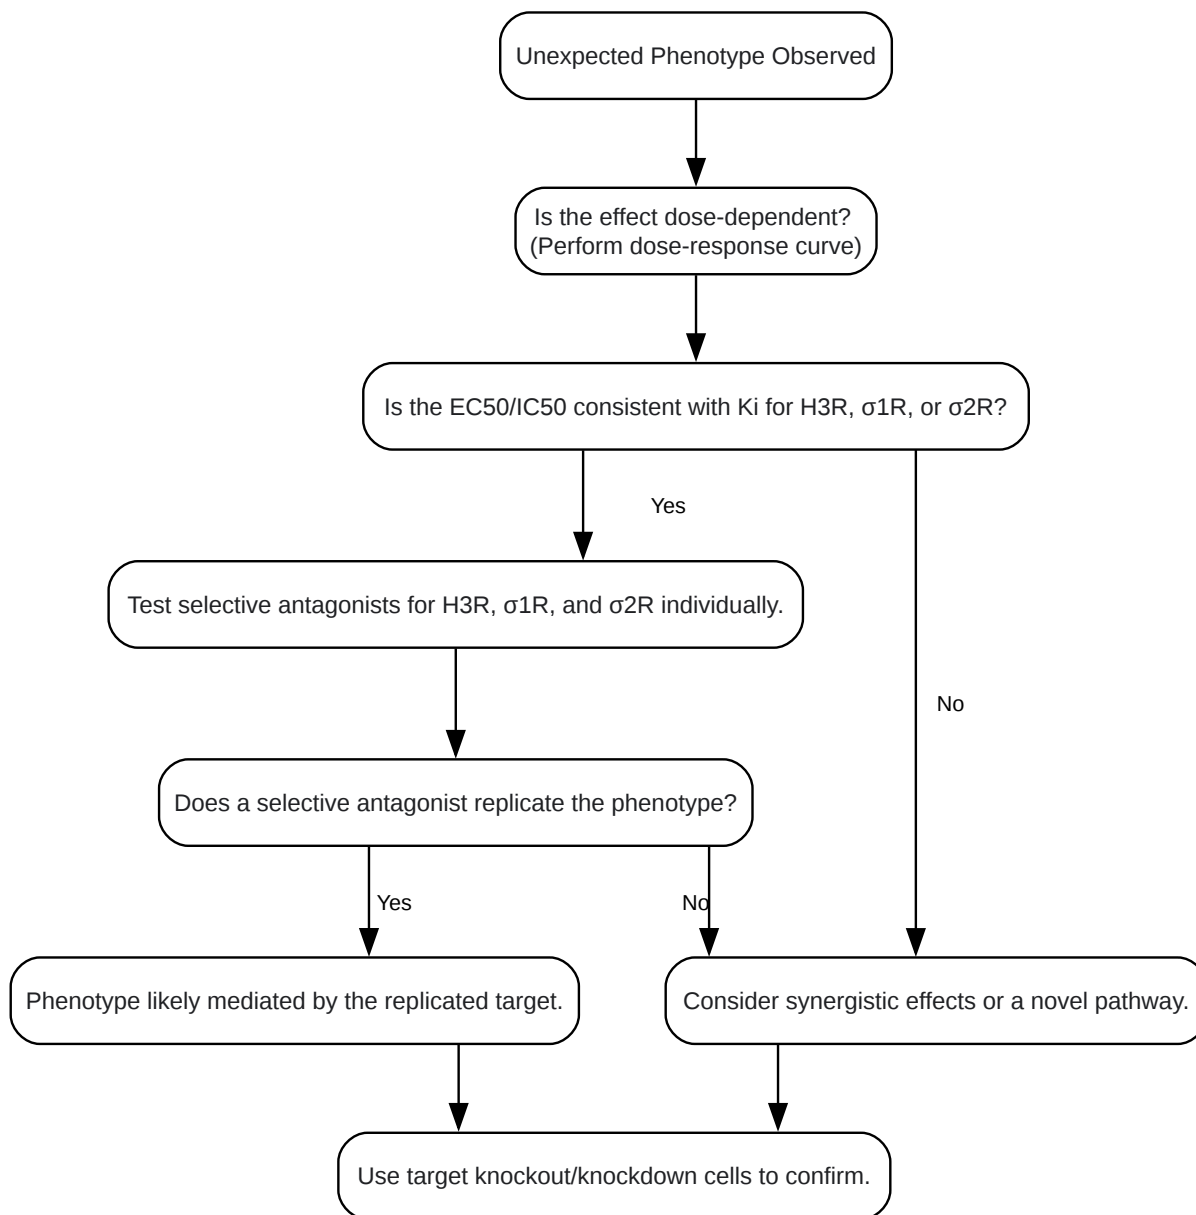 Unexpected Phenotype Observed
Is the effect dose-dependent?
(Perform dose-response curve)
Is the EC50/IC50 consistent with Ki for H3R, σ1R, or σ2R?
Yes
Test selective antagonists for H3R, σ1R, and σ2R individually.
No
Does a selective antagonist replicate the phenotype?
Yes
No
Phenotype likely mediated by the replicated target.
Consider synergistic effects or a novel pathway.
Use target knockout/knockdown cells to confirm.